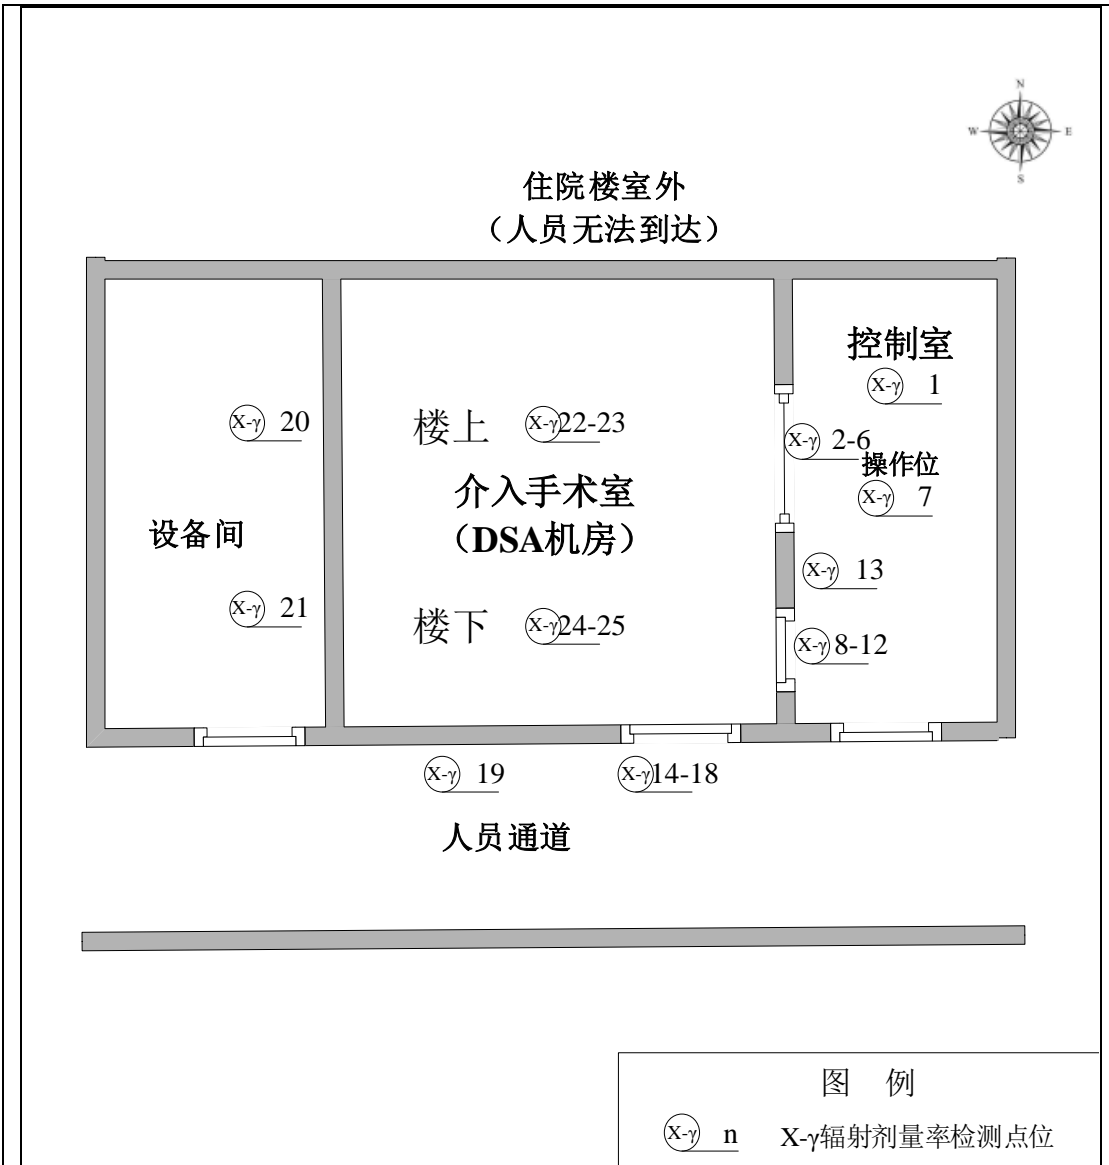 N
W E
S
住院楼室外
（人员无法到达）
控制室
X-γ 1
X-γ 20
楼上 X-γ 22-23
X-γ 2-6
操作位
X-γ 7
介入手术室
（DSA机房）
设备间
X-γ 13
X-γ 21
楼下 X-γ 24-25
X-γ 8-12
X-γ 19
X-γ 14-18
人员通道
图 例
X-γ n X-γ辐射剂量率检测点位